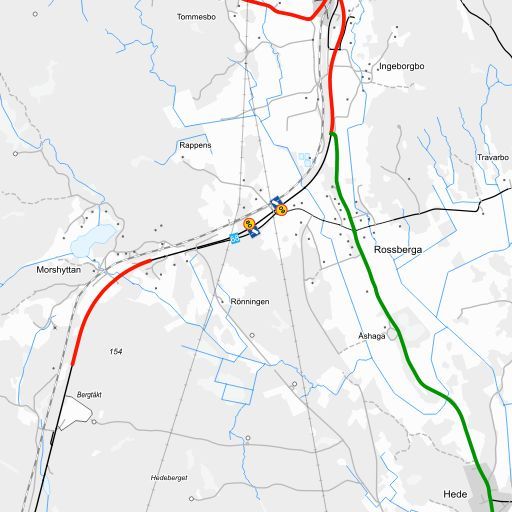 Tommesbo
Ingeborgbo
Rappens
Travarbo
Rossberga
Morshyttan
Rönningen
Åshaga
154
Bergtäkt
Hedeberget
Hede